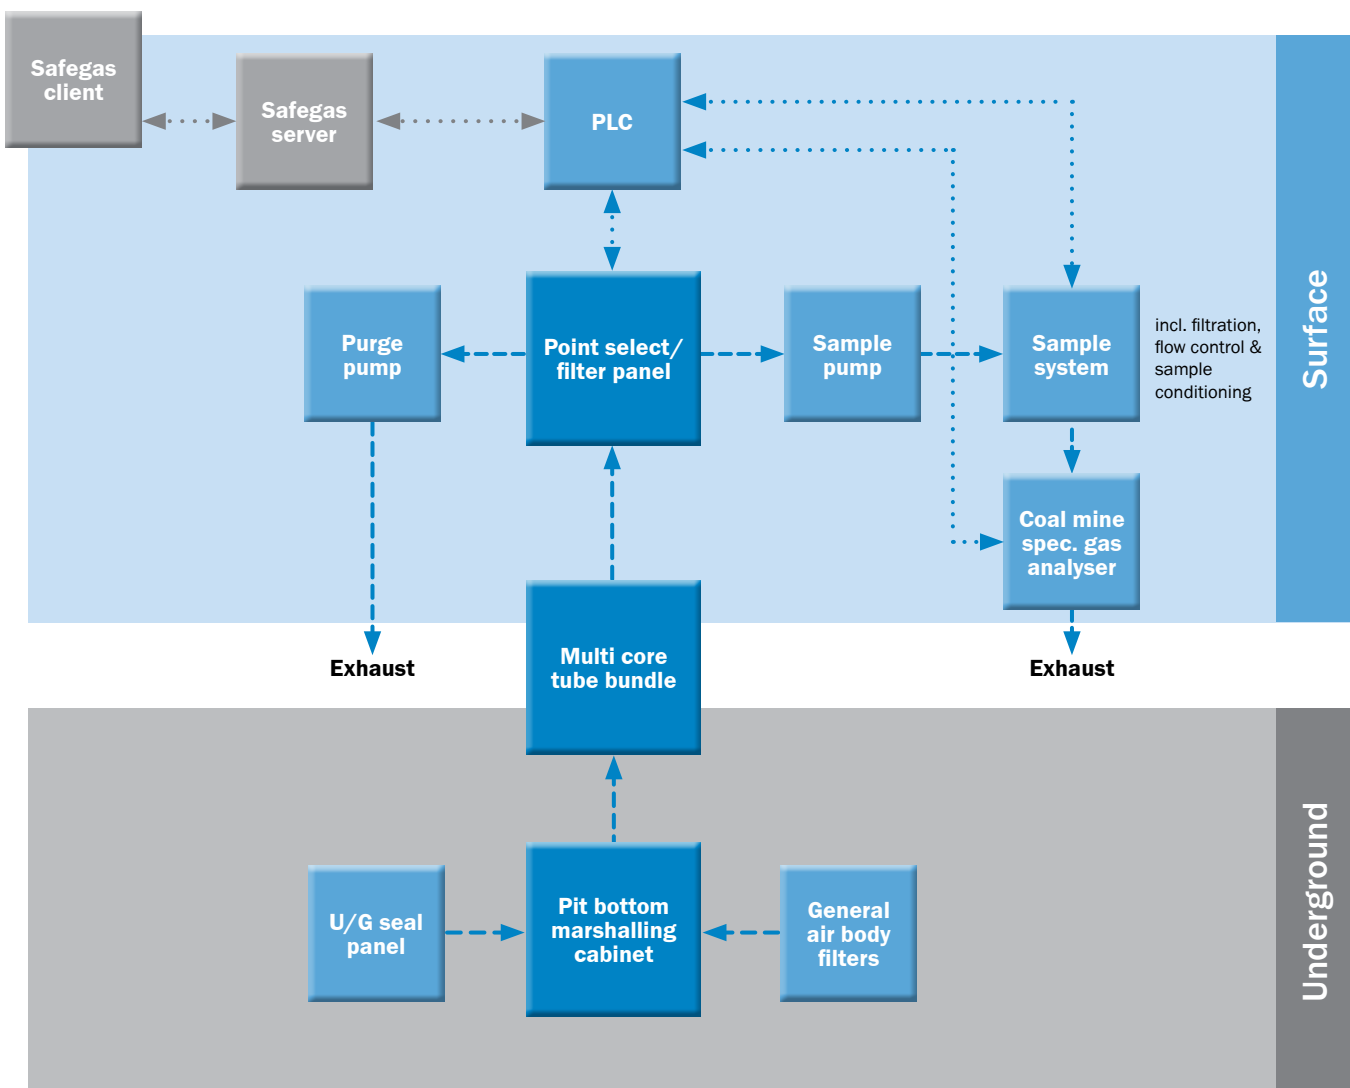 Safegas
client
Safegas
server
PLC
Purge
pump
Point select/
filter panel
Sample
pump
Sample
system
incl. filtration,
flow control &
sample
conditioning
Surface
Coal mine
spec. gas
analyser
Exhaust
Multi core
tube bundle
Exhaust
U/G seal
panel
Pit bottom
marshalling
cabinet
General
air body
filters
Underground